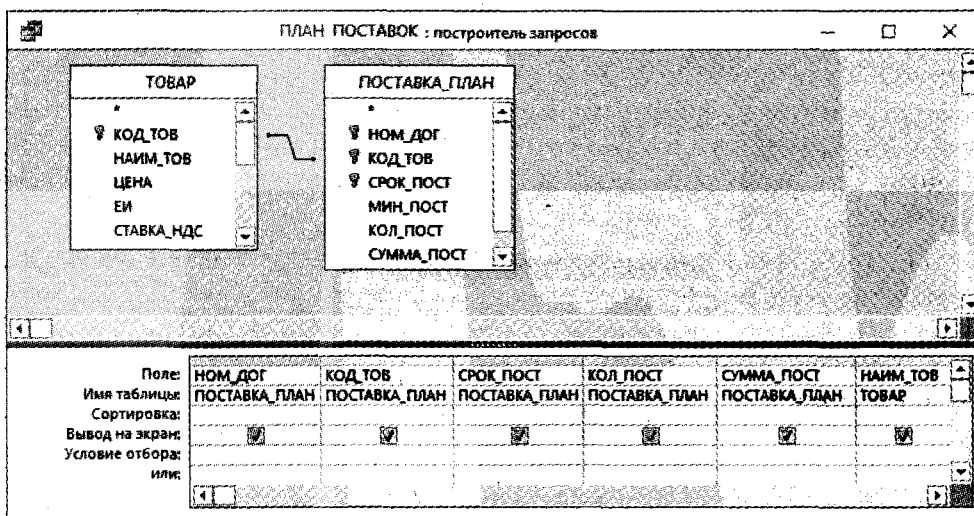 ПЛАН ПОСТАВОК : построитель запросов
ТОВАР
*
КОД_ТОВ
НАИМ_ТОВ
ЦЕНА
ЕИ
СТАВКА_НДС
ПОСТАВКА_ПЛАН
*
НОМ_ДОГ
КОД_ТОВ
СРОК_ПОСТ
МИН_ПОСТ
КОЛ_ПОСТ
СУММА_ПОСТ
Поле: НОМ_ДОГ КОД_ТОВ СРОК_ПОСТ КОЛ_ПОСТ СУММА_ПОСТ НАИМ_ТОВ
Имя таблицы: ПОСТАВКА_ПЛАН ПОСТАВКА_ПЛАН ПОСТАВКА_ПЛАН ПОСТАВКА_ПЛАН ПОСТАВКА_ПЛАН ТОВАР
Сортировка:
Вывод на экран:
Условие отбора:
или: